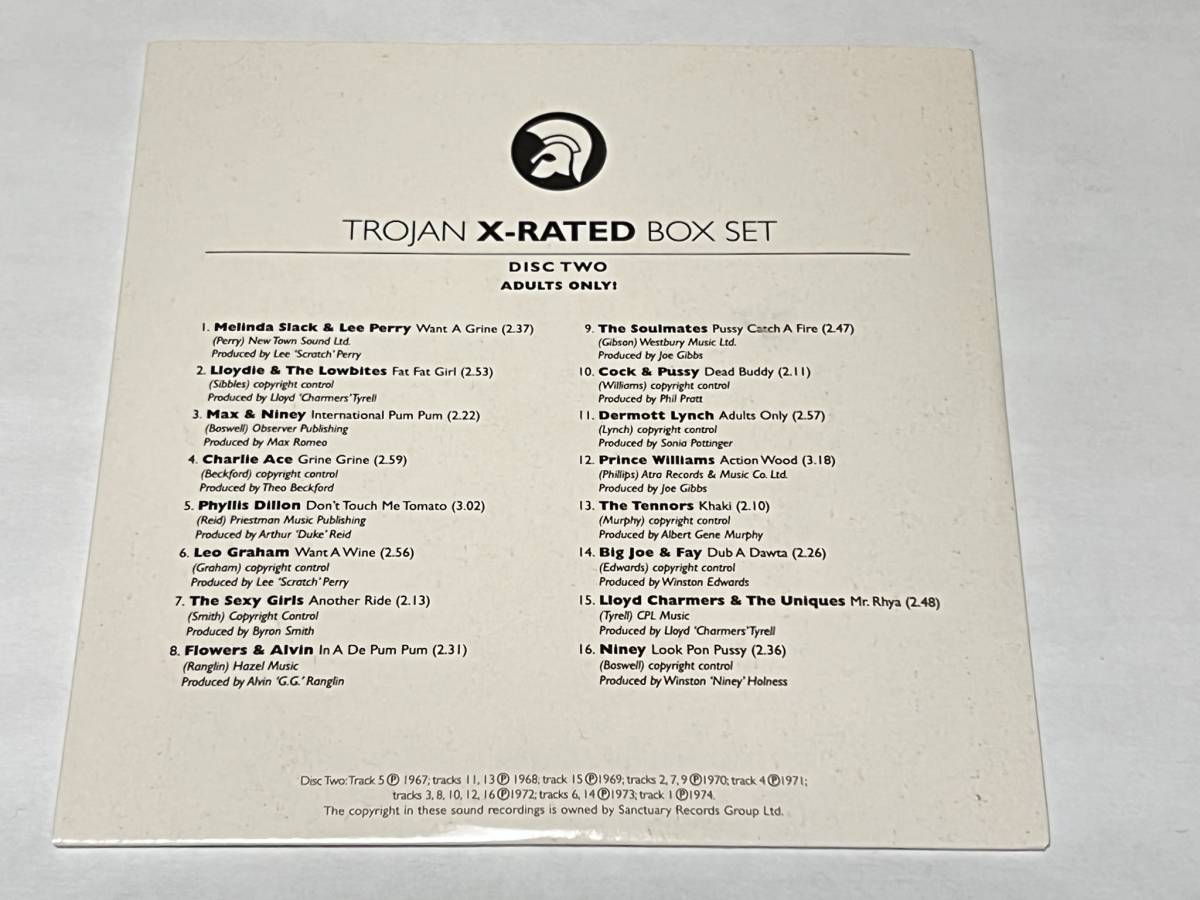 TROJAN X-RATED BOX SET
DISC TWO
ADULTS ONLY!
1. Melinda Slack & Lee Perry Want A Grine (2.37)
(Perry) New Town Sound Ltd.
Produced by Lee 'Scratch' Perry
2. Lloydie & The Lowbites Fat Fat Girl (2.53)
(Sibbles) copyright control
Produced by Lloyd 'Charmers' Tyrell
3. Max & Niney International Pum Pum (2.22)
(Boswell) Observer Publishing
Produced by Max Romeo
4. Charlie Ace Grine Grine (2.59)
(Beckford) copyright control
Produced by Theo Beckford
5. Phyllis Dillon Don't Touch Me Tomato (3.02)
(Reid) Priestman Music Publishing
Produced by Arthur 'Duke' Reid
6. Leo Graham Want A Wine (2.56)
(Graham) copyright control
Produced by Lee 'Scratch' Perry
7. The Sexy Girls Another Ride (2.13)
(Smith) Copyright Control
Produced by Byron Smith
8. Flowers & Alvin In A De Pum Pum (2.31)
(Ranglin) Hazel Music
Produced by Alvin 'G.G.' Ranglin
9. The Soulmates Pussy Catch A Fire (2.47)
(Gibson) Westbury Music Ltd.
Produced by Joe Gibbs
10. Cock & Pussy Dead Buddy (2.11)
(Williams) copyright control
Produced by Phil Pratt
11. Dermott Lynch Adults Only (2.57)
(Lynch) copyright control
Produced by Sonia Pottinger
12. Prince Williams Action Wood (3.18)
(Phillips) Atra Records & Music Co. Ltd.
Produced by Joe Gibbs
13. The Tennors Khaki (2.10)
(Murphy) copyright control
Produced by Albert Gene Murphy
14. Big Joe & Fay Dub A Dawta (2.26)
(Edwards) copyright control
Produced by Winston Edwards
15. Lloyd Charmers & The Uniques Mr. Rhya (2.48)
(Tyrell) CPL Music
Produced by Lloyd 'Charmers' Tyrell
16. Niney Look Pon Pussy (2.36)
(Boswell) copyright control
Produced by Winston 'Niney' Holness
Disc Two: Track 5 ℗ 1967; tracks 11, 13 ℗ 1968; track 15 ℗ 1969; tracks 2, 7, 9 ℗ 1970; track 4 ℗ 1971;
tracks 3, 8, 10, 12, 16 ℗ 1972; tracks 6, 14 ℗ 1973; track 1 ℗ 1974.
The copyright in these sound recordings is owned by Sanctuary Records Group Ltd.